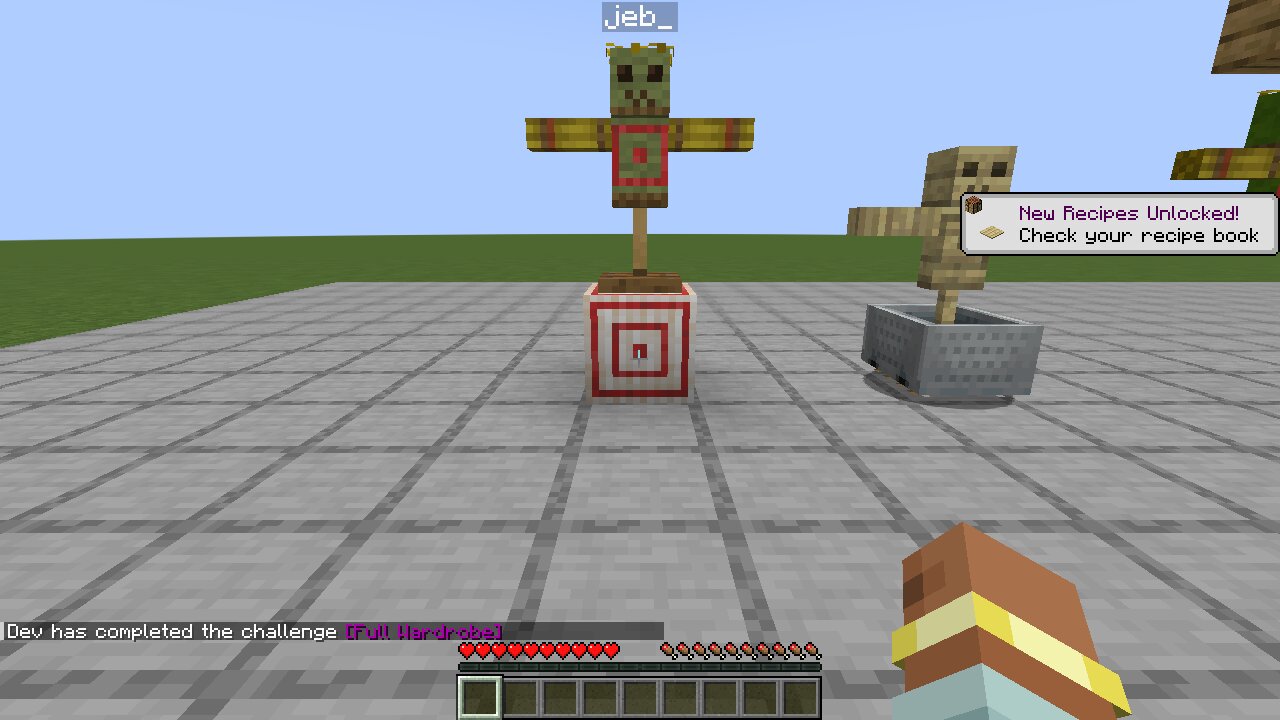 jeb_
New Recipes Unlocked!
Check your recipe book
Dev has completed the challenge [Full Wardrobe]